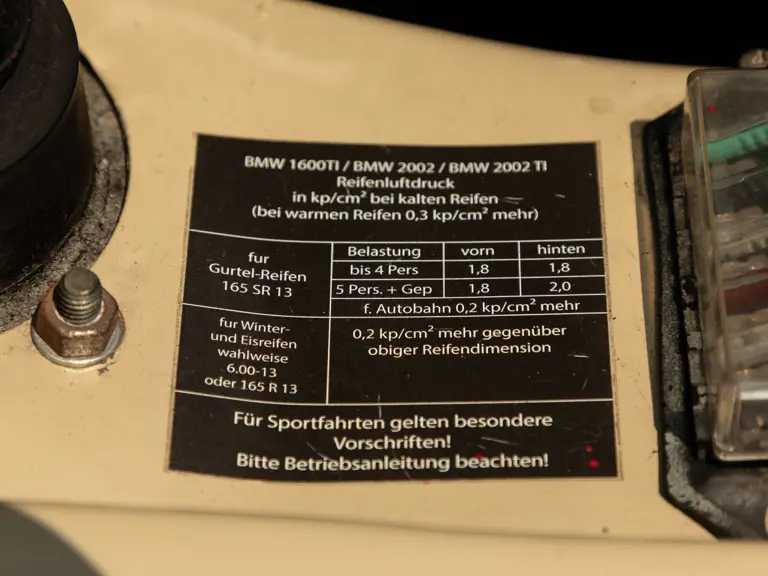 BMW 1600TI / BMW 2002 / BMW 2002 TI
Reifenluftdruck
in kp/cm² bei kalten Reifen
(bei warmen Reifen 0,3 kp/cm² mehr)
fur
Gurtel-Reifen
165 SR 13
Belastung vorn hinten
bis 4 Pers 1,8 1,8
5 Pers. + Gep 1,8 2,0
f. Autobahn 0,2 kp/cm² mehr
fur Winter-
und Eisreifen
wahlweise
6.00-13
oder 165 R 13
0,2 kp/cm² mehr gegenüber
obiger Reifendimension
Für Sportfahrten gelten besondere
Vorschriften!
Bitte Betriebsanleitung beachten!